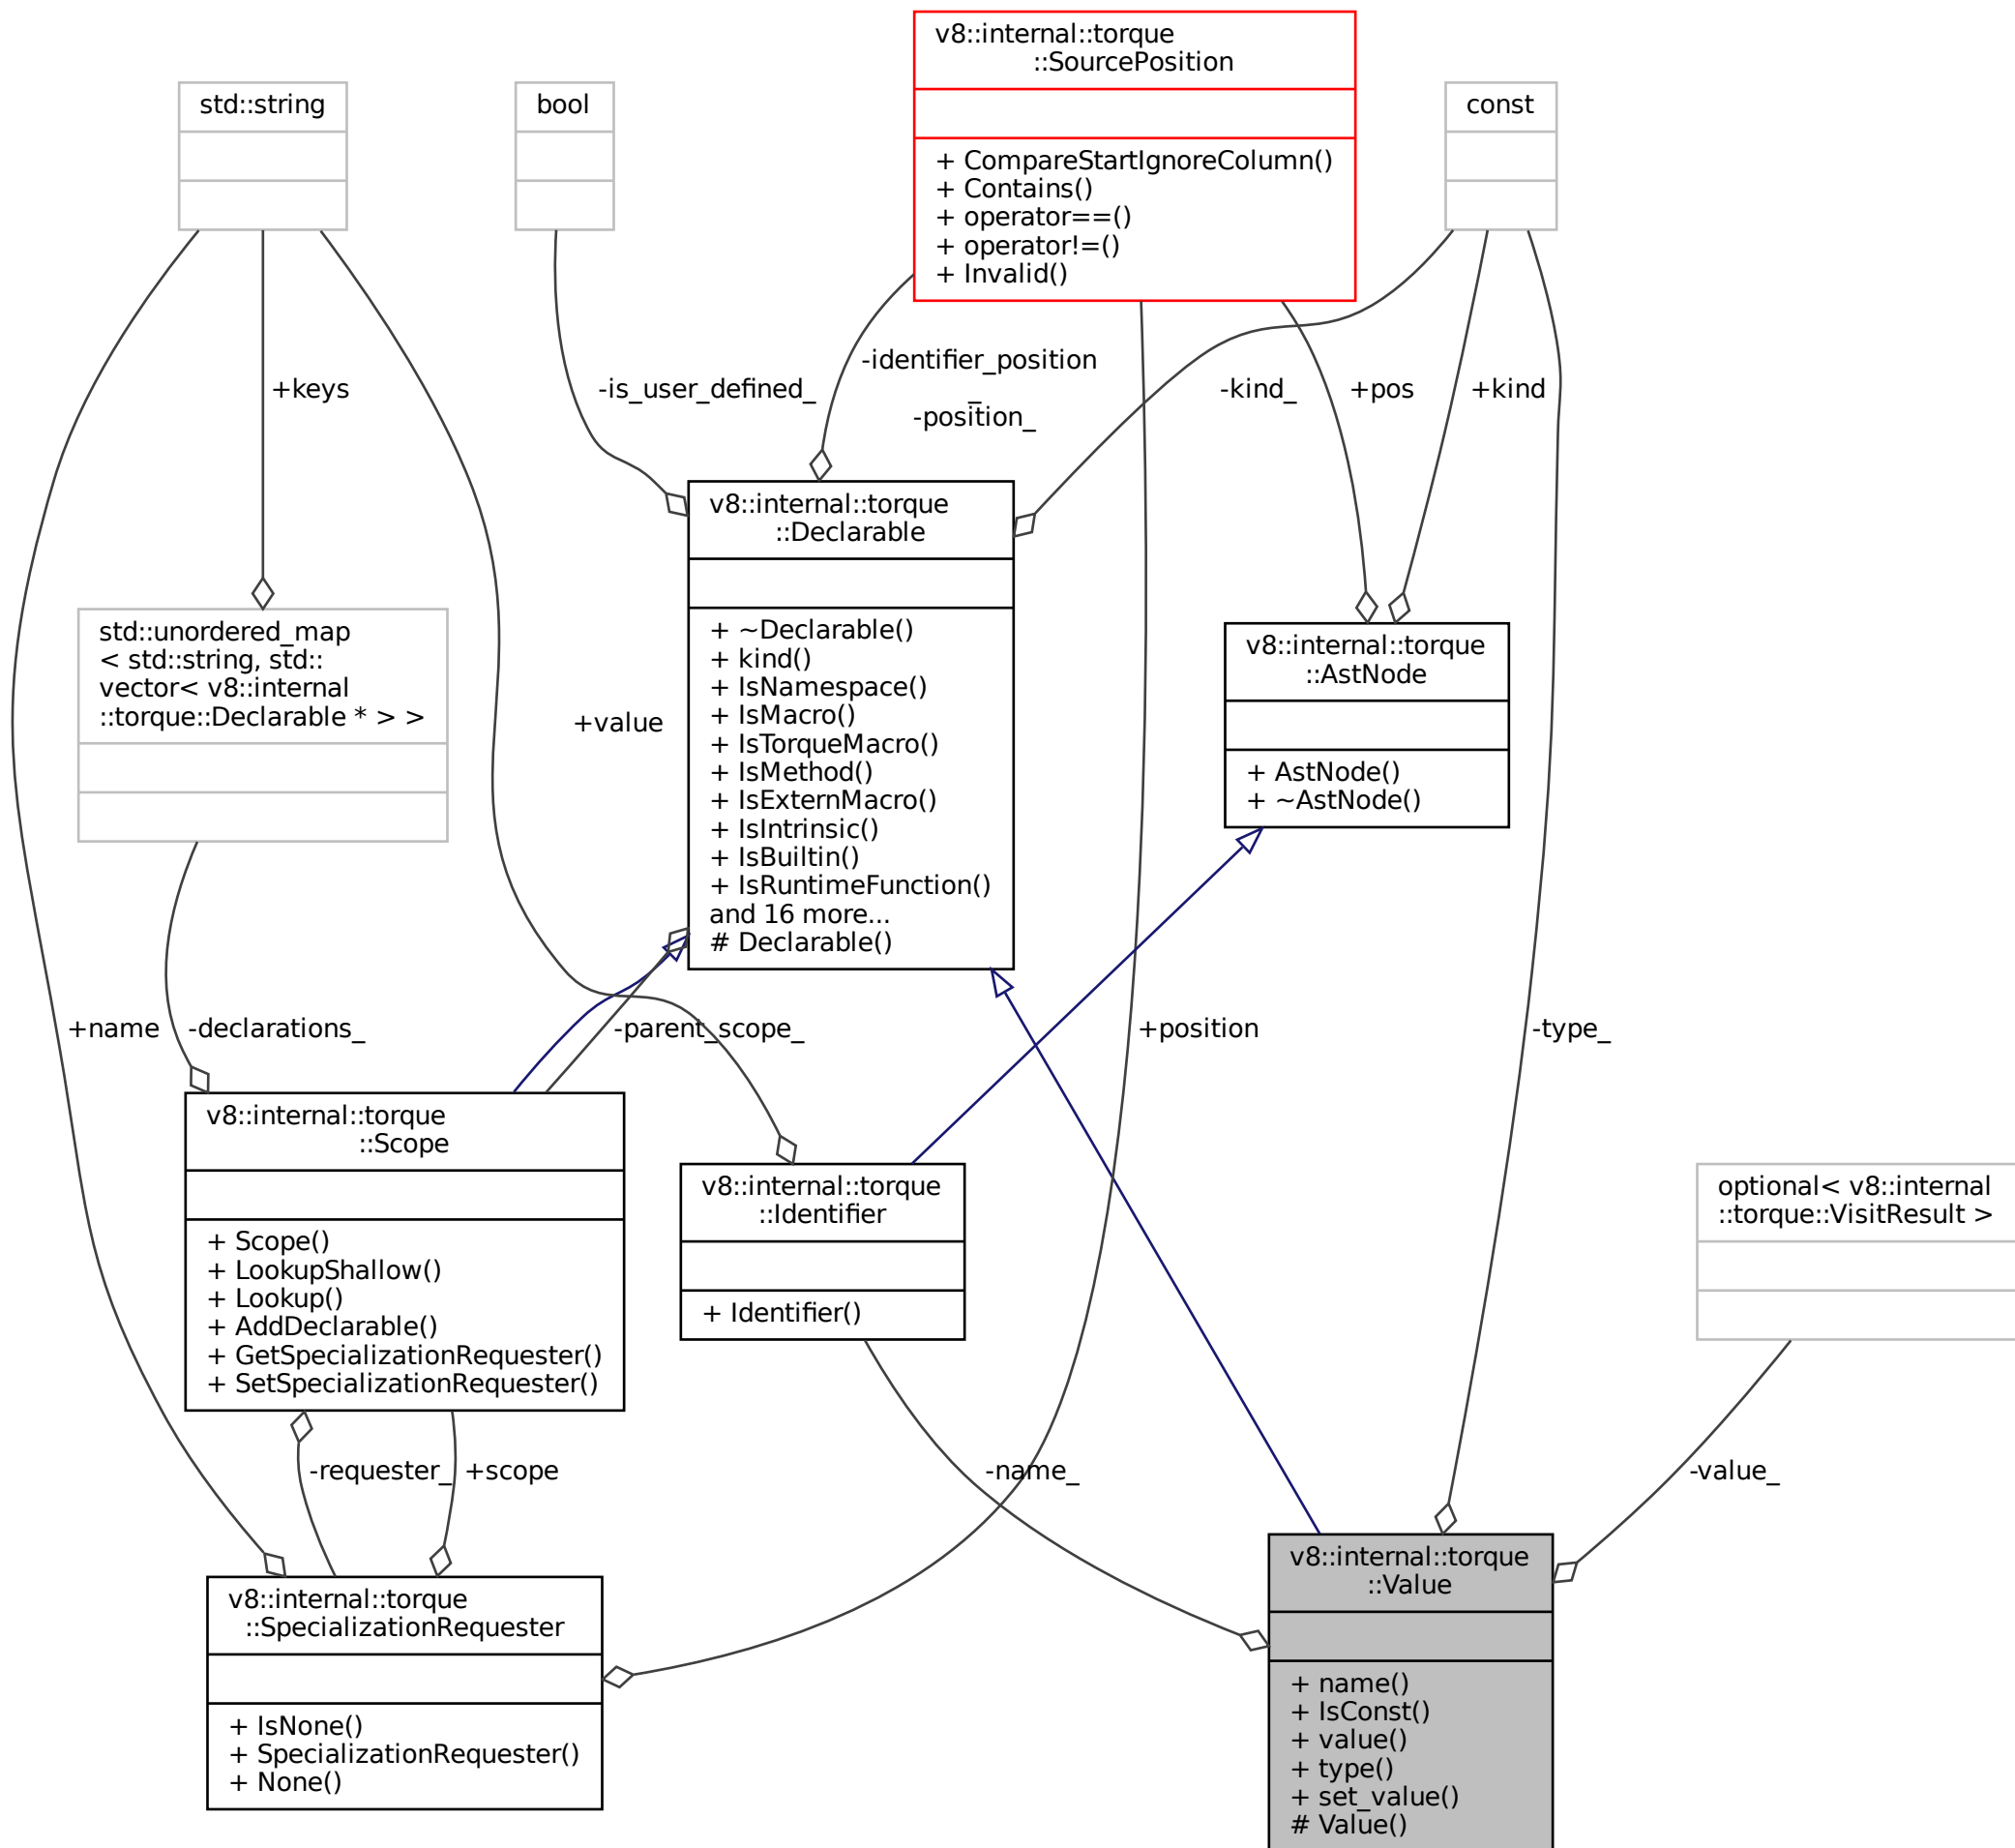 v8::internal::torque
::SourcePosition
+ CompareStartIgnoreColumn()
+ Contains()
+ operator==()
+ operator!=()
+ Invalid()
std::string
bool
const
+keys
-is_user_defined_
-identifier_position
_
-position_
-kind_
+pos
+kind
v8::internal::torque
::Declarable
+ ~Declarable()
+ kind()
+ IsNamespace()
+ IsMacro()
+ IsTorqueMacro()
+ IsMethod()
+ IsExternMacro()
+ IsIntrinsic()
+ IsBuiltin()
+ IsRuntimeFunction()
and 16 more...
# Declarable()
std::unordered_map
< std::string, std::
vector< v8::internal
::torque::Declarable * > >
+value
v8::internal::torque
::AstNode
+ AstNode()
+ ~AstNode()
+name
-declarations_
-parent_scope_
+position
-type_
v8::internal::torque
::Scope
+ Scope()
+ LookupShallow()
+ Lookup()
+ AddDeclarable()
+ GetSpecializationRequester()
+ SetSpecializationRequester()
v8::internal::torque
::Identifier
+ Identifier()
optional< v8::internal
::torque::VisitResult >
-requester_
+scope
-name_
-value_
v8::internal::torque
::SpecializationRequester
+ IsNone()
+ SpecializationRequester()
+ None()
v8::internal::torque
::Value
+ name()
+ IsConst()
+ value()
+ type()
+ set_value()
# Value()